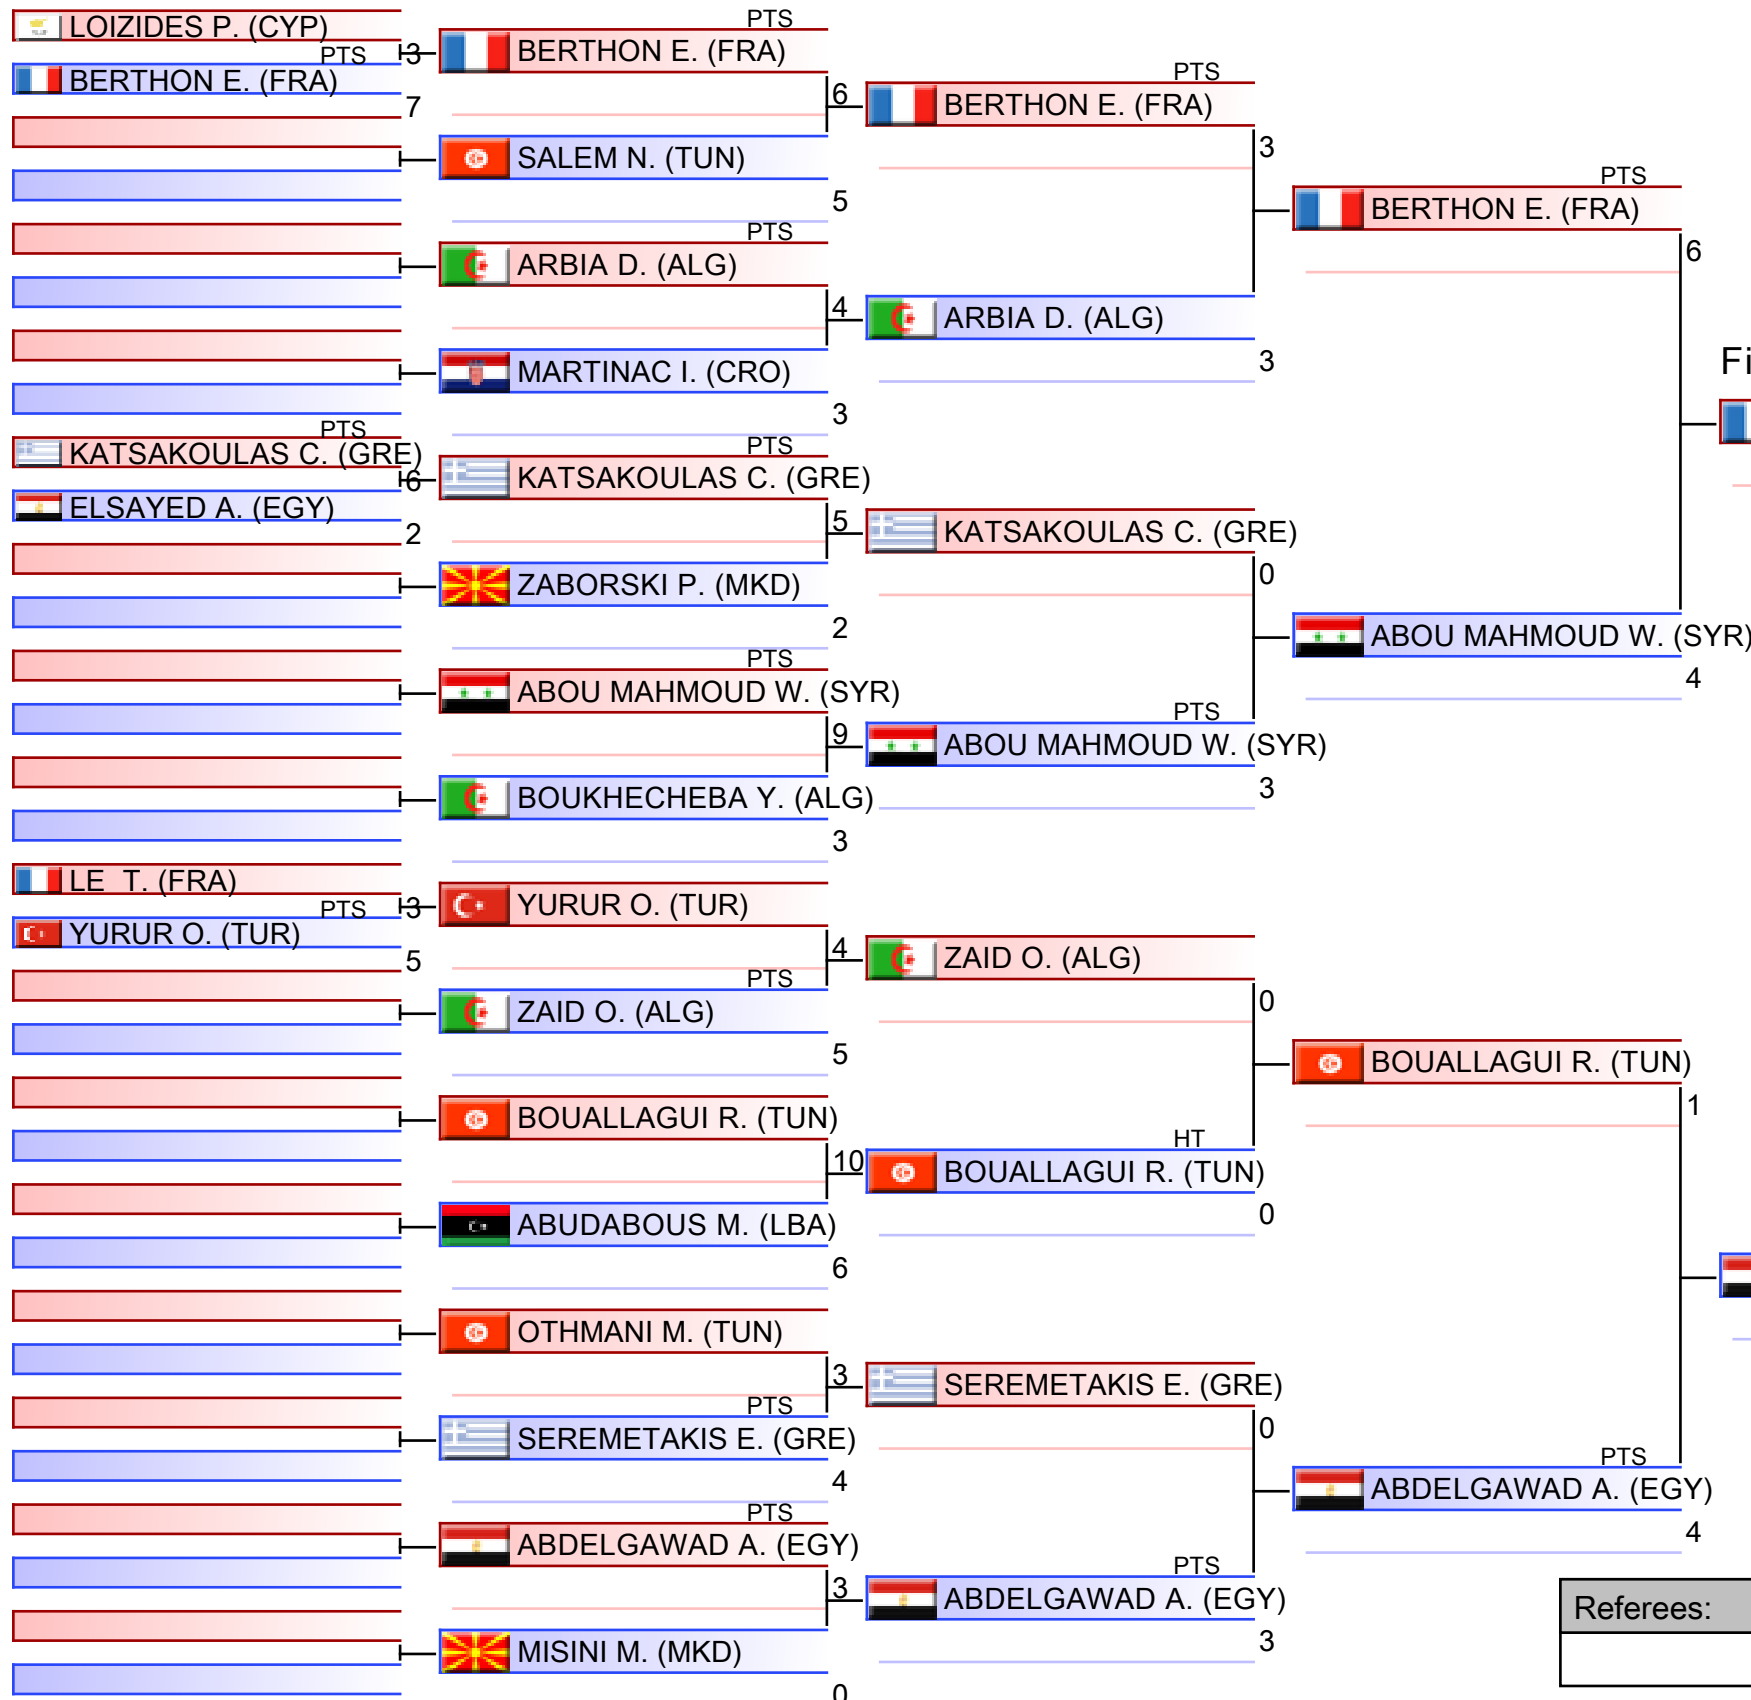 LOIZIDES P. (CYP)
3
PTS
BERTHON E. (FRA)
7
PTS
KATSAKOULAS C. (GRE)
6
ELSAYED A. (EGY)
2
LE T. (FRA)
3
PTS
YURUR O. (TUR)
5
PTS
BERTHON E. (FRA)
6
SALEM N. (TUN)
5
PTS
ARBIA D. (ALG)
4
MARTINAC I. (CRO)
3
PTS
KATSAKOULAS C. (GRE)
5
ZABORSKI P. (MKD)
2
PTS
ABOU MAHMOUD W. (SYR)
9
BOUKHECHEBA Y. (ALG)
3
YURUR O. (TUR)
4
PTS
ZAID O. (ALG)
5
BOUALLAGUI R. (TUN)
10
ABUDABOUS M. (LBA)
6
OTHMANI M. (TUN)
3
PTS
SEREMETAKIS E. (GRE)
4
PTS
ABDELGAWAD A. (EGY)
3
MISINI M. (MKD)
0
PTS
BERTHON E. (FRA)
3
ARBIA D. (ALG)
3
KATSAKOULAS C. (GRE)
0
PTS
ABOU MAHMOUD W. (SYR)
3
ZAID O. (ALG)
0
HT
BOUALLAGUI R. (TUN)
0
SEREMETAKIS E. (GRE)
0
PTS
ABDELGAWAD A. (EGY)
3
PTS
BERTHON E. (FRA)
6
ABOU MAHMOUD W. (SYR)
4
BOUALLAGUI R. (TUN)
1
PTS
ABDELGAWAD A. (EGY)
4
Fi
Referees: